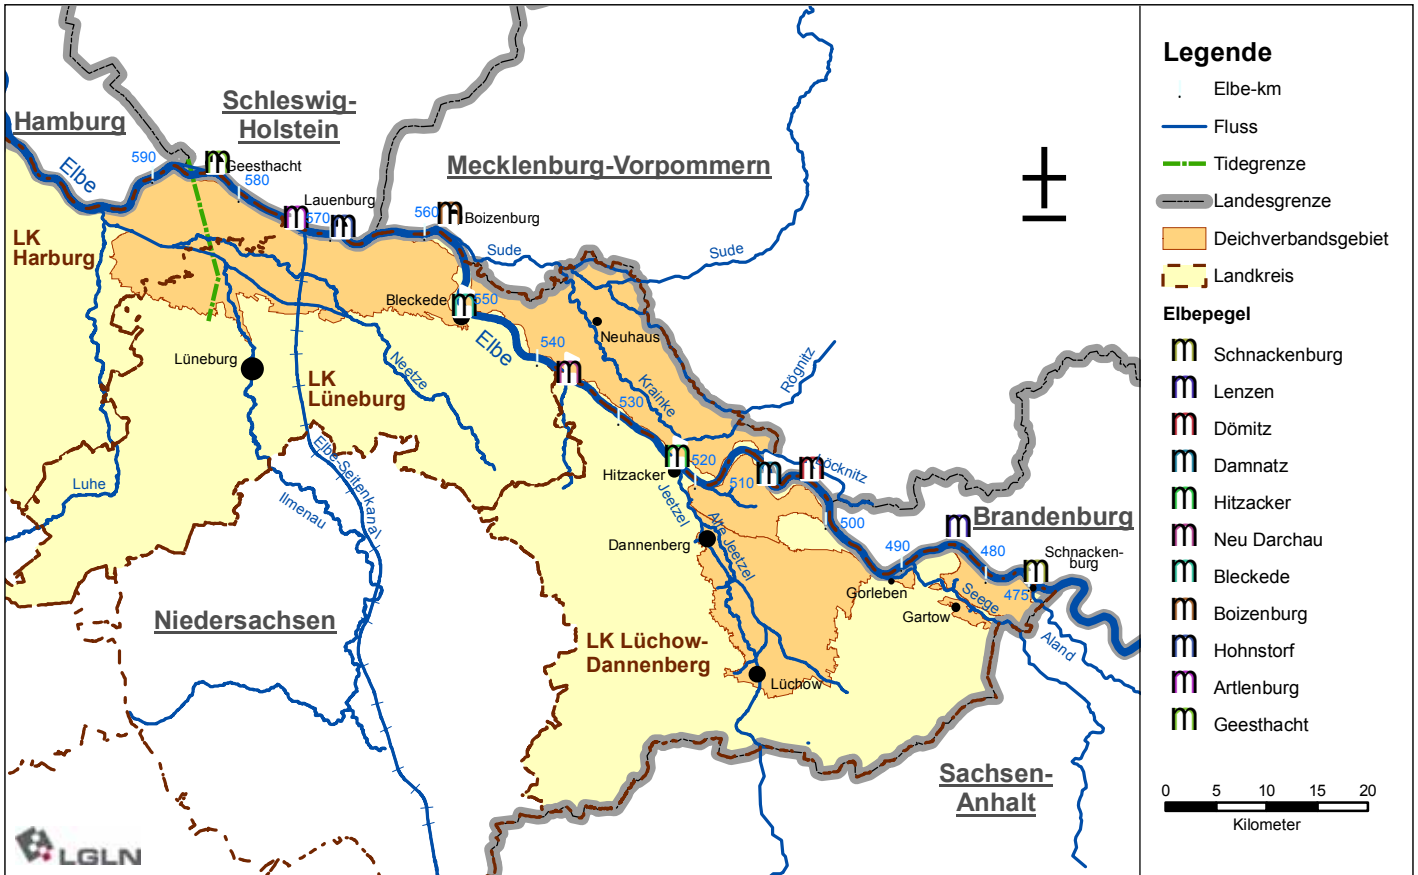 Hamburg
Schleswig-
Holstein
Mecklenburg-Vorpommern
590
Elbe
Geesthacht
580
Lauenburg
570
560
Boizenburg
Sude
Sude
LK
Harburg
Bleckede
550
Elbe
540
Neuhaus
Lüneburg
LK
Lüneburg
Neetze
Krainke
Rögnitz
530
Elbe-Seitenkanal
Hitzacker
520
510
Löcknitz
Luhe
Ilmenau
Jeetzel
Alte Jeetzel
500
Brandenburg
Dannenberg
490
480
Schnacken-
burg
475
Gorleben
Seege
Gartow
Aland
Niedersachsen
LK Lüchow-
Dannenberg
Lüchow
Sachsen-
Anhalt
LGLN
Legende
Elbe-km
Fluss
Tidegrenze
Landesgrenze
Deichverbandsgebiet
Landkreis
Elbepegel
Schnackenburg
Lenzen
Dömitz
Damnatz
Hitzacker
Neu Darchau
Bleckede
Boizenburg
Hohnstorf
Artlenburg
Geesthacht
0 5 10 15 20
Kilometer